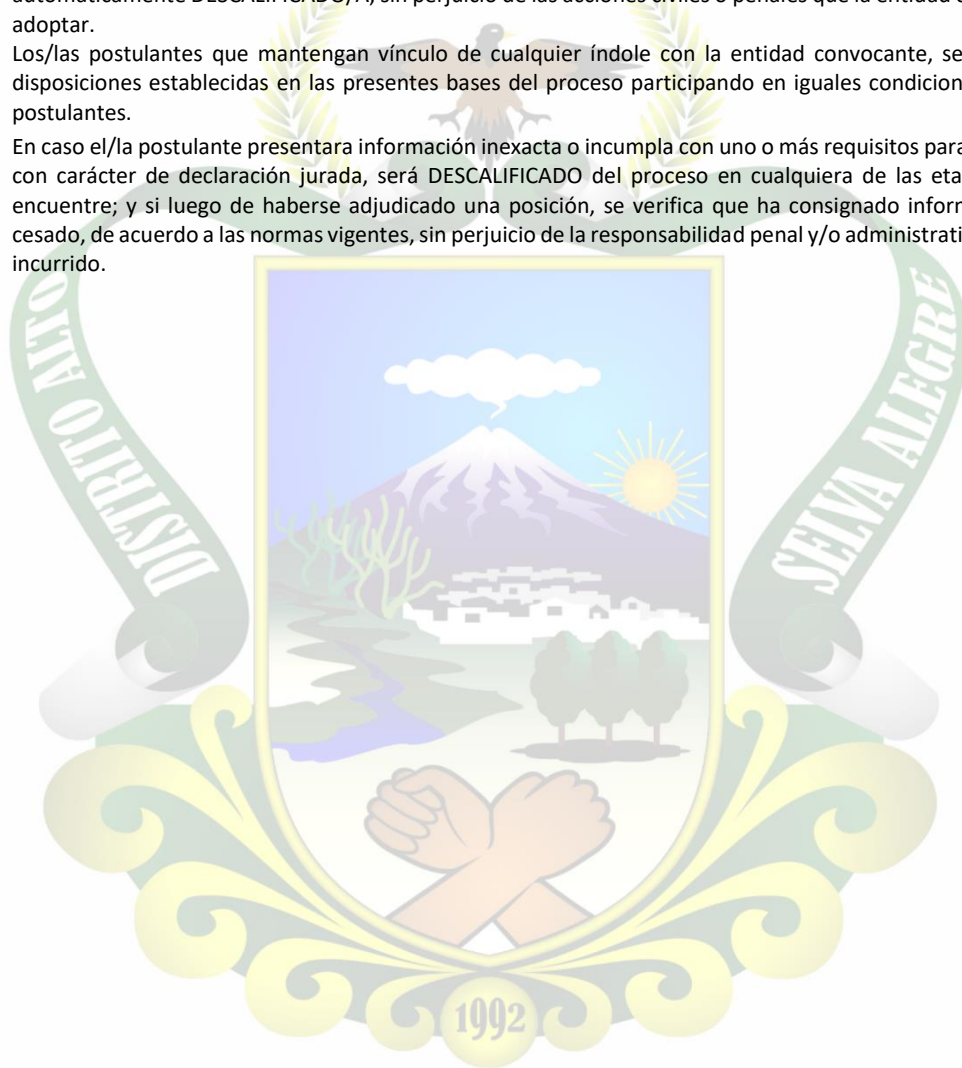 automáticamente DESCALIFICADO/A, sin perjuicio de las acciones civiles o penales que la entidad
adoptar.
Los/las postulantes que mantengan vínculo de cualquier índole con la entidad convocante, se
disposiciones establecidas en las presentes bases del proceso participando en iguales condicion
postulantes.
En caso el/la postulante presentara información inexacta o incumpla con uno o más requisitos para
con carácter de declaración jurada, será DESCALIFICADO del proceso en cualquiera de las eta
encuentre; y si luego de haberse adjudicado una posición, se verifica que ha consignado inform
cesado, de acuerdo a las normas vigentes, sin perjuicio de la responsabilidad penal y/o administrati
incurrido.
DISTRITO ALTO
SELVA ALEGRE
1992